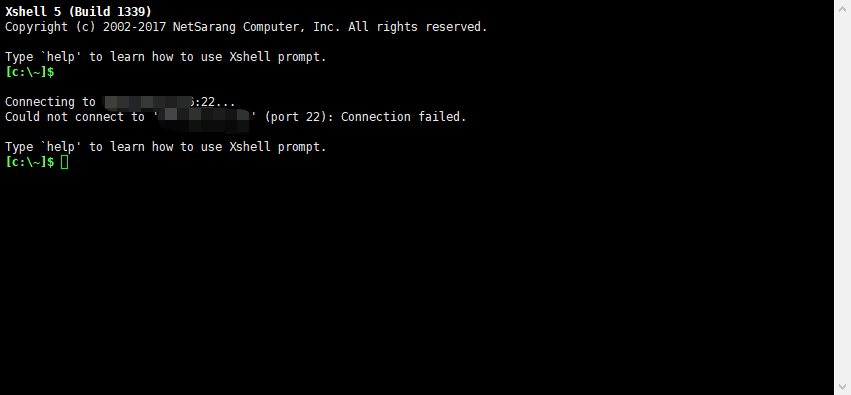 Xshell 5 (Build 1339)
Copyright (c) 2002-2017 NetSarang Computer, Inc. All rights reserved.
Type `help' to learn how to use Xshell prompt.
[c:\~]$
Connecting to :22...
Could not connect to '' (port 22): Connection failed.
Type `help' to learn how to use Xshell prompt.
[c:\~]$